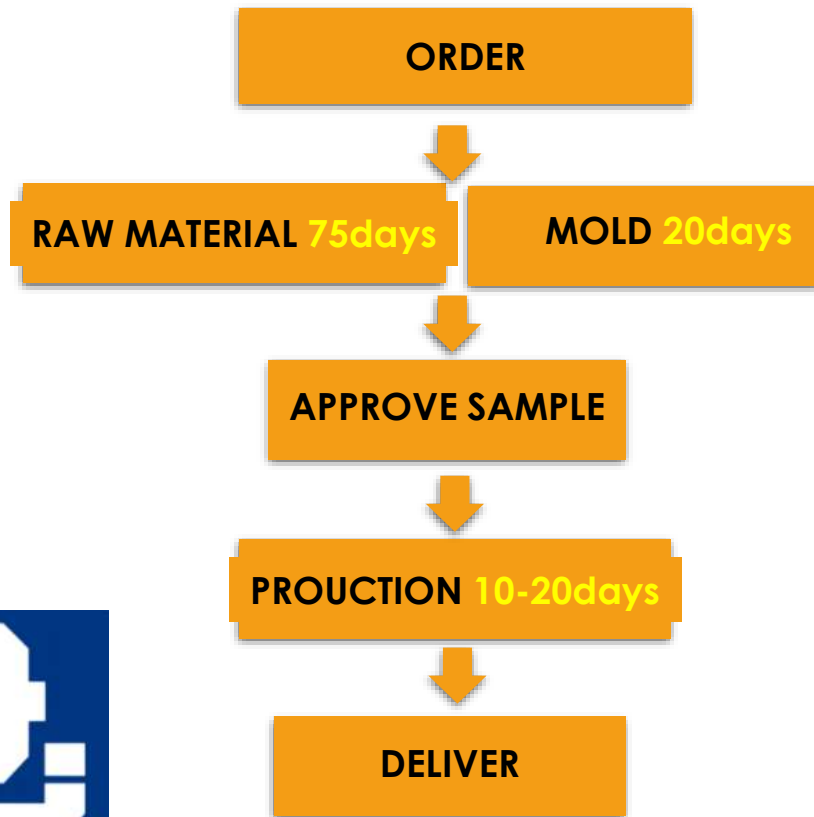 ORDER
RAW MATERIAL 75days
MOLD 20days
APPROVE SAMPLE
PROUCTION 10-20days
DELIVER